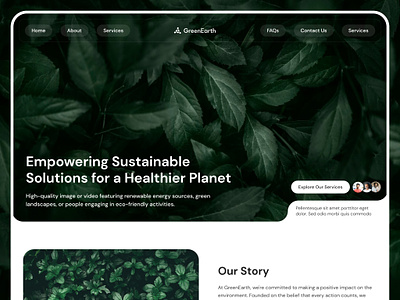 Home
About
Services
GreenEarth
FAQs
Contact Us
Services
Empowering Sustainable
Solutions for a Healthier Planet
High-quality image or video featuring renewable energy sources, green
landscapes, or people engaging in eco-friendly activities.
Explore Our Services
Pellentesque sit amet porttitor eget
dolor. Sed odio morbi quis commodo
Our Story
At GreenEarth, we're committed to making a positive impact on the
environment. Founded on the belief that every action counts, we